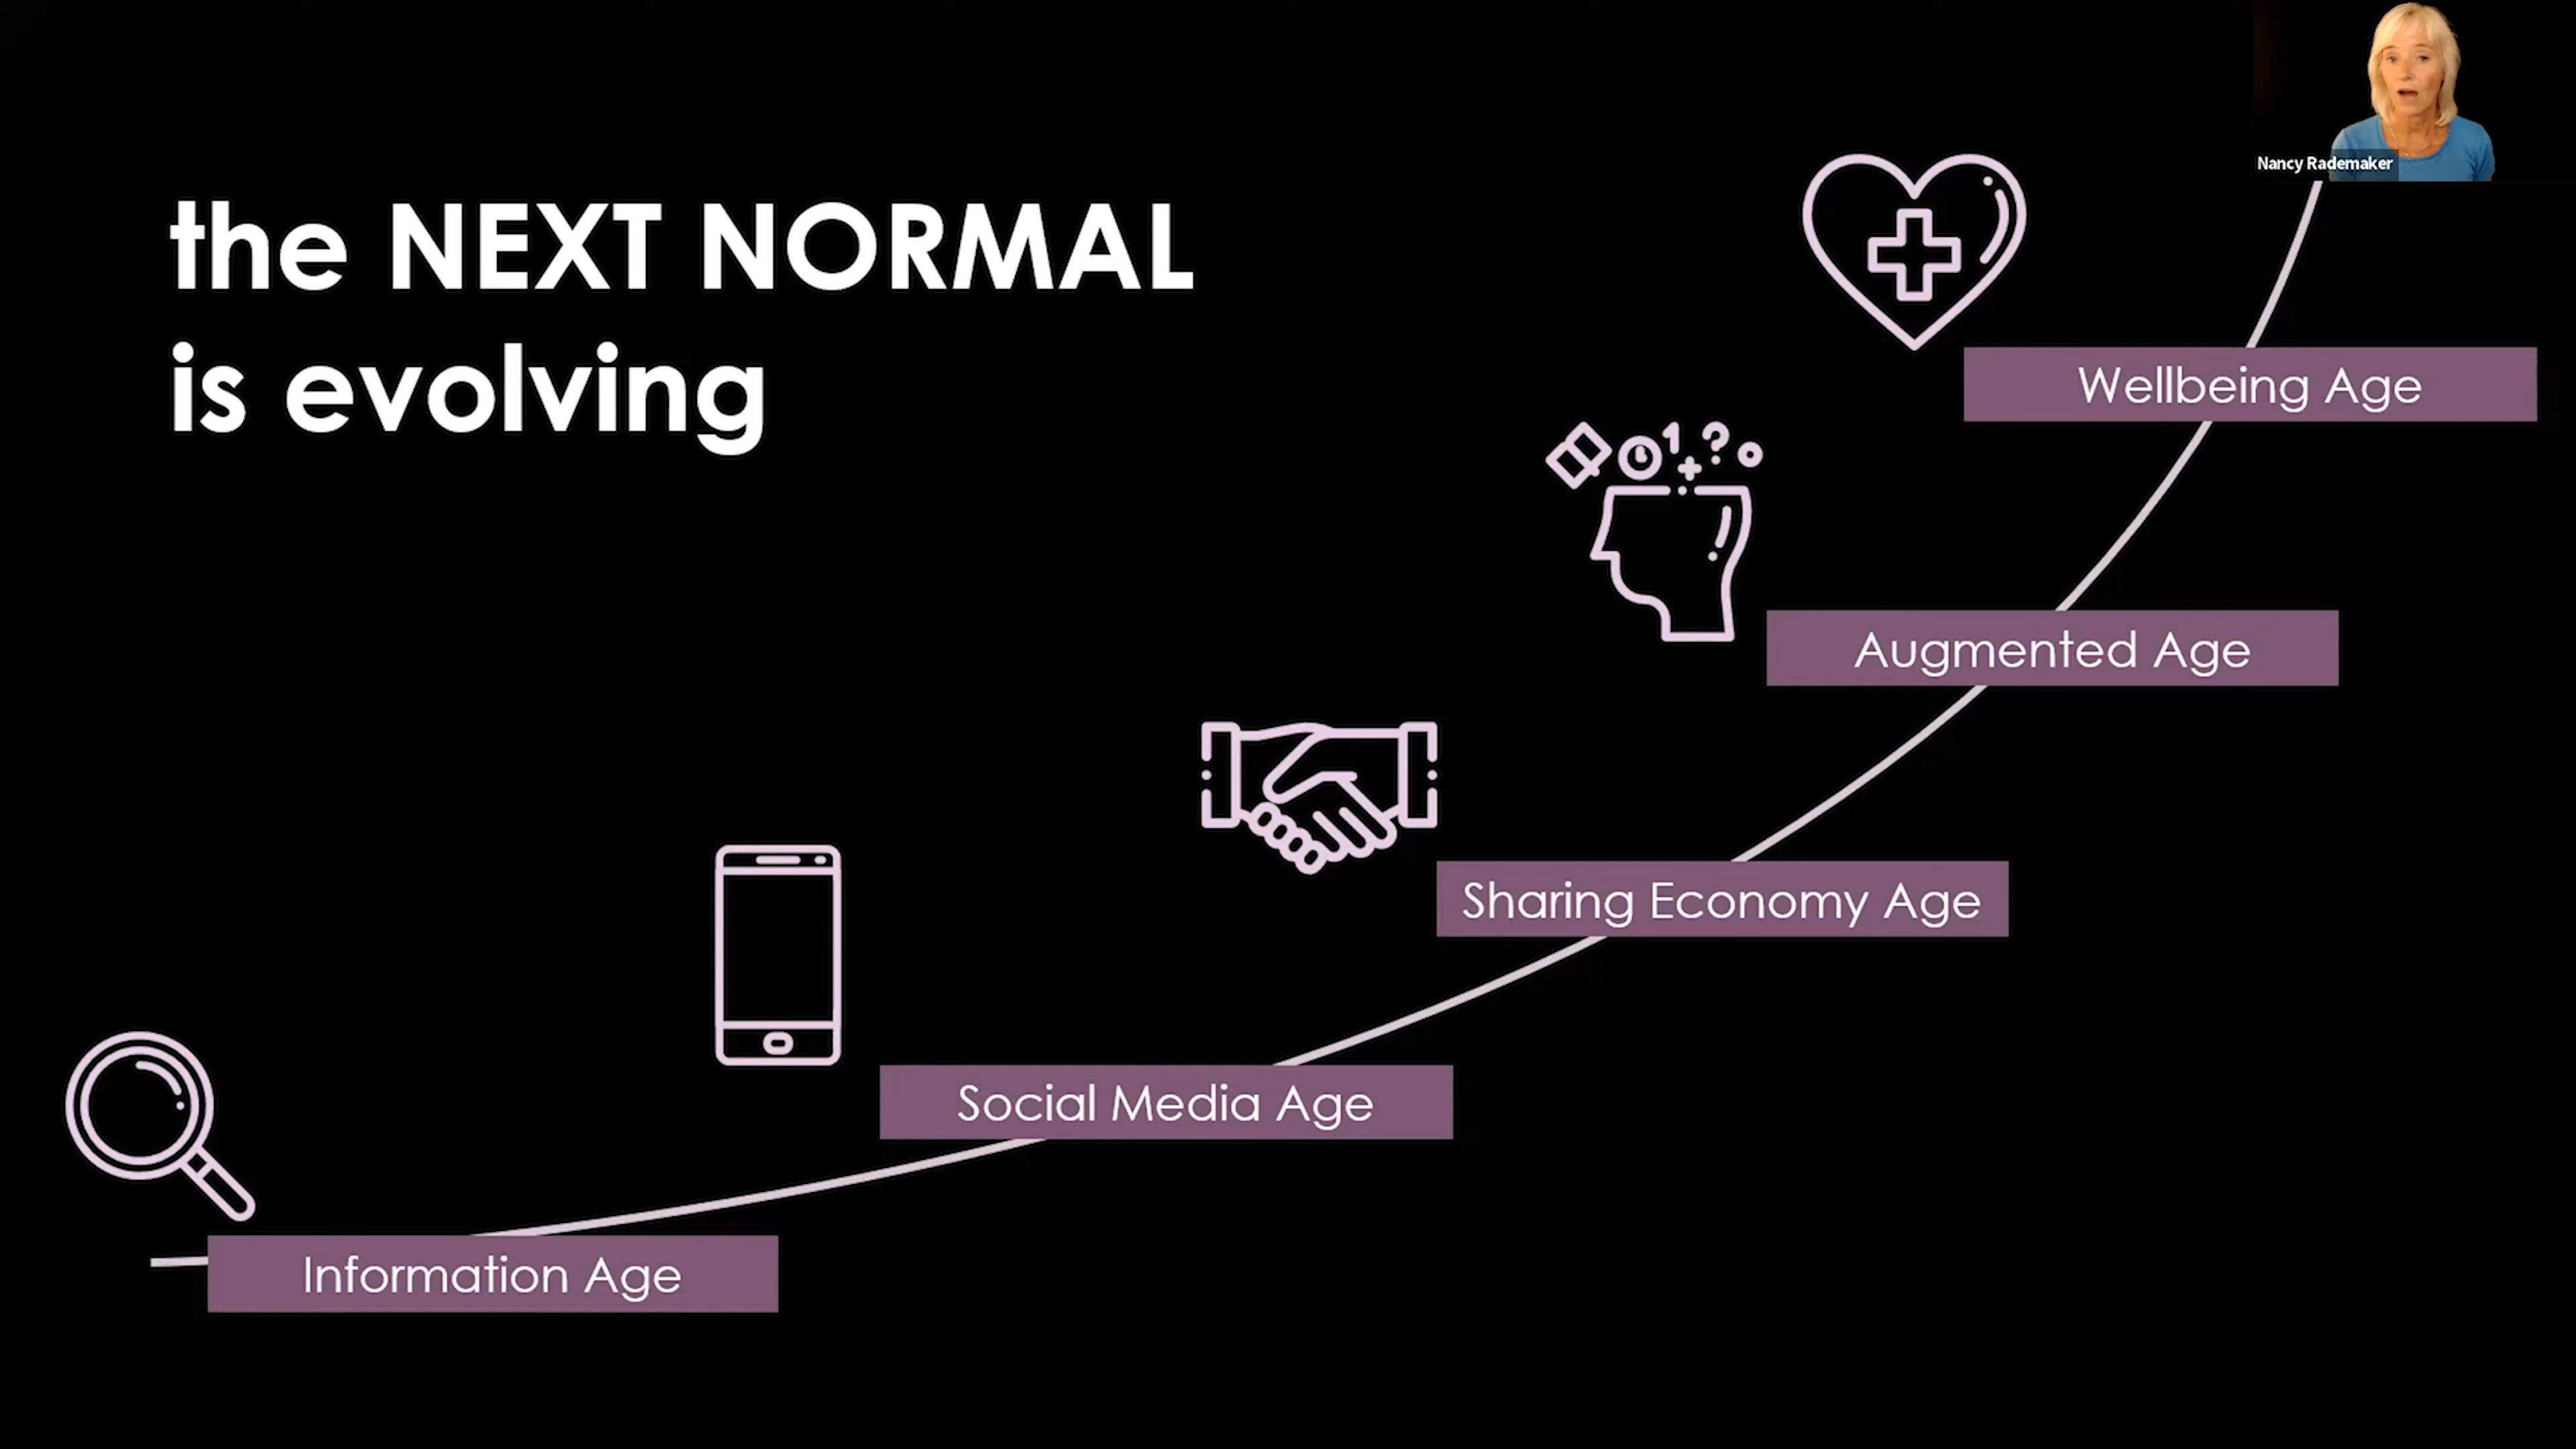 Nancy Rademaker
the NEXT NORMAL
is evolving
Wellbeing Age
Augmented Age
Sharing Economy Age
Social Media Age
Information Age